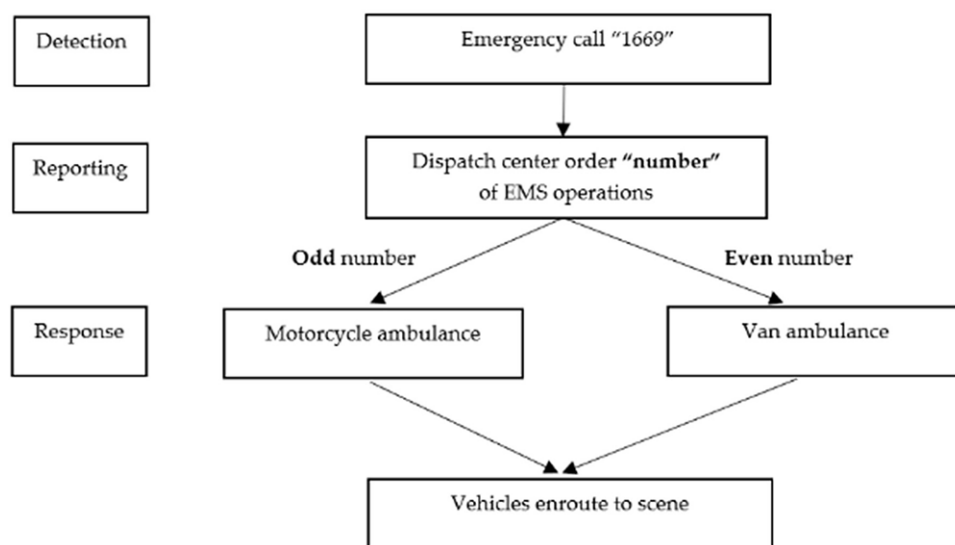 Detection
Emergency call “1669”
Reporting
Dispatch center order “number”
of EMS operations
Odd number
Even number
Response
Motorcycle ambulance
Van ambulance
Vehicles enroute to scene